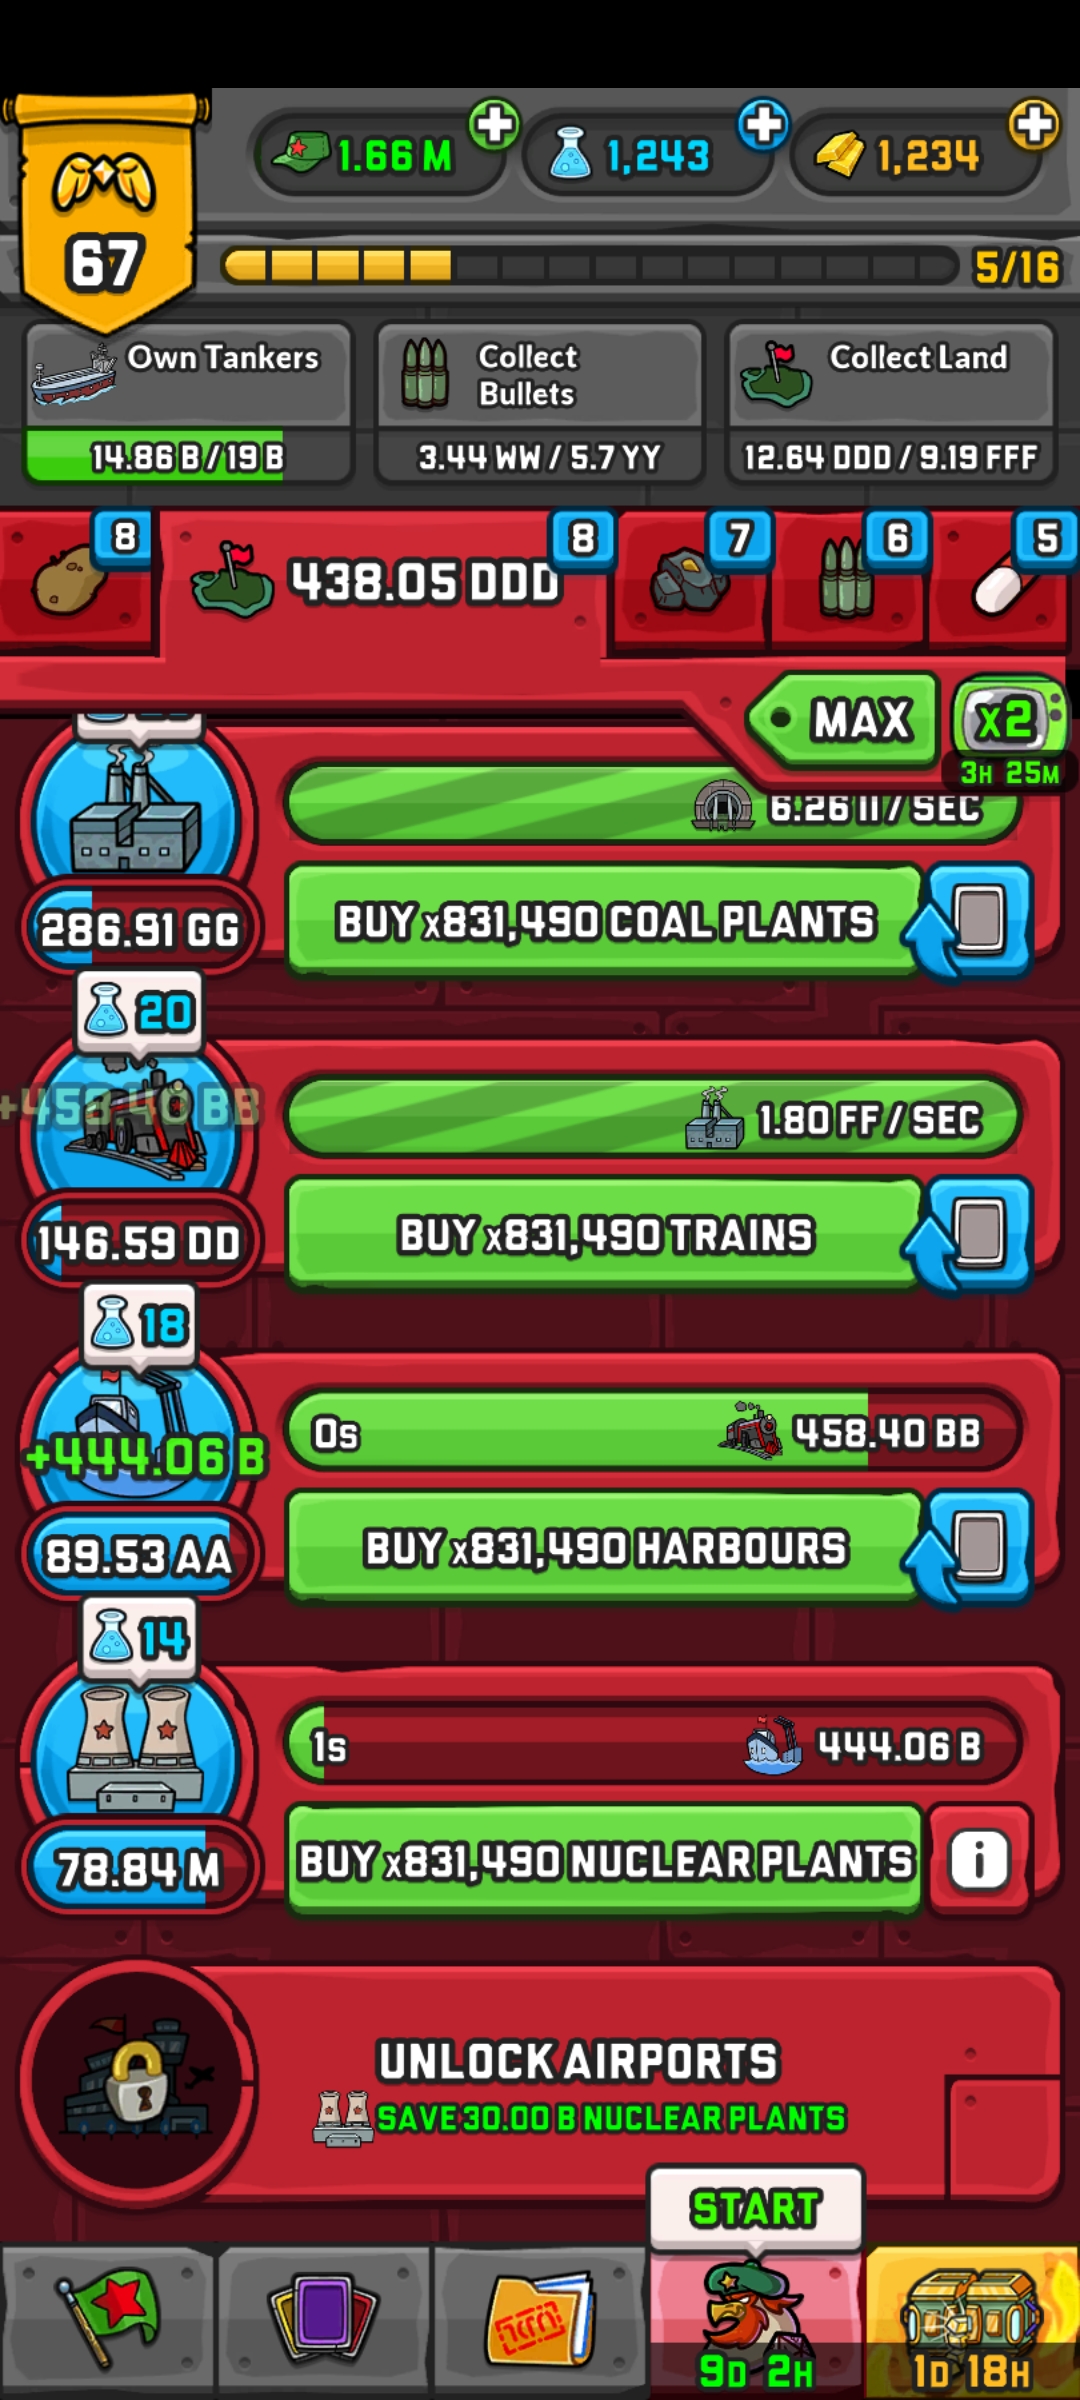 1.66 M
1,243
1,234
67
5/16
Own Tankers
14.86 B / 19 B
Collect
Bullets
3.44 WW / 5.7 YY
Collect Land
12.64 DDD / 9.19 FFF
8
438.05 DDD
8
7
6
5
MAX
x2
3H 25M
6.26 II / SEC
286.91 GG
BUY x831,490 COAL PLANTS
20
+458.40 BB
1.80 FF / SEC
146.59 DD
BUY x831,490 TRAINS
18
0s
458.40 BB
+444.06 B
89.53 AA
BUY x831,490 HARBOURS
14
1s
444.06 B
78.84 M
BUY x831,490 NUCLEAR PLANTS
i
UNLOCK AIRPORTS
SAVE 30.00 B NUCLEAR PLANTS
START
9D 2H
1D 18H